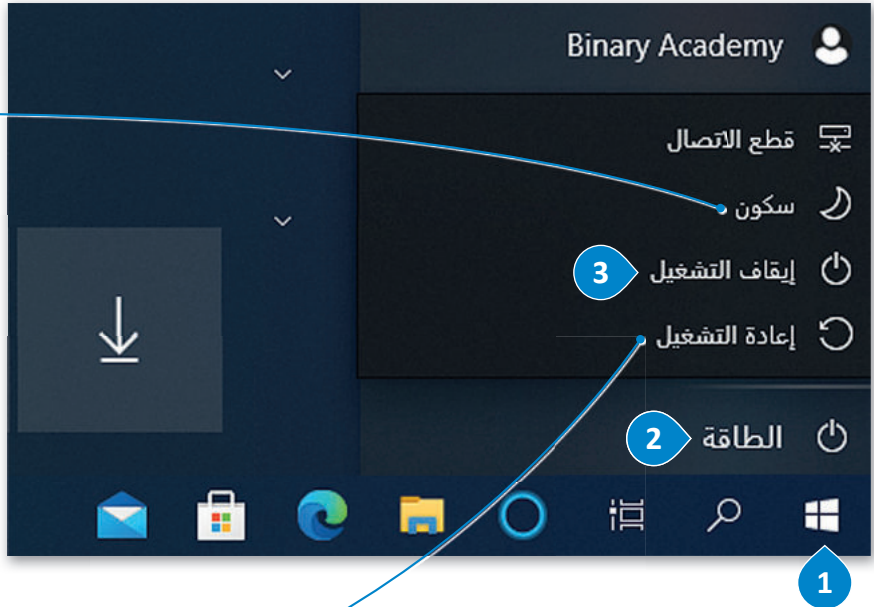 Binary Academy
قطع الاتصال
سكون
إيقاف التشغيل 3
إعادة التشغيل
الطاقة 2
1